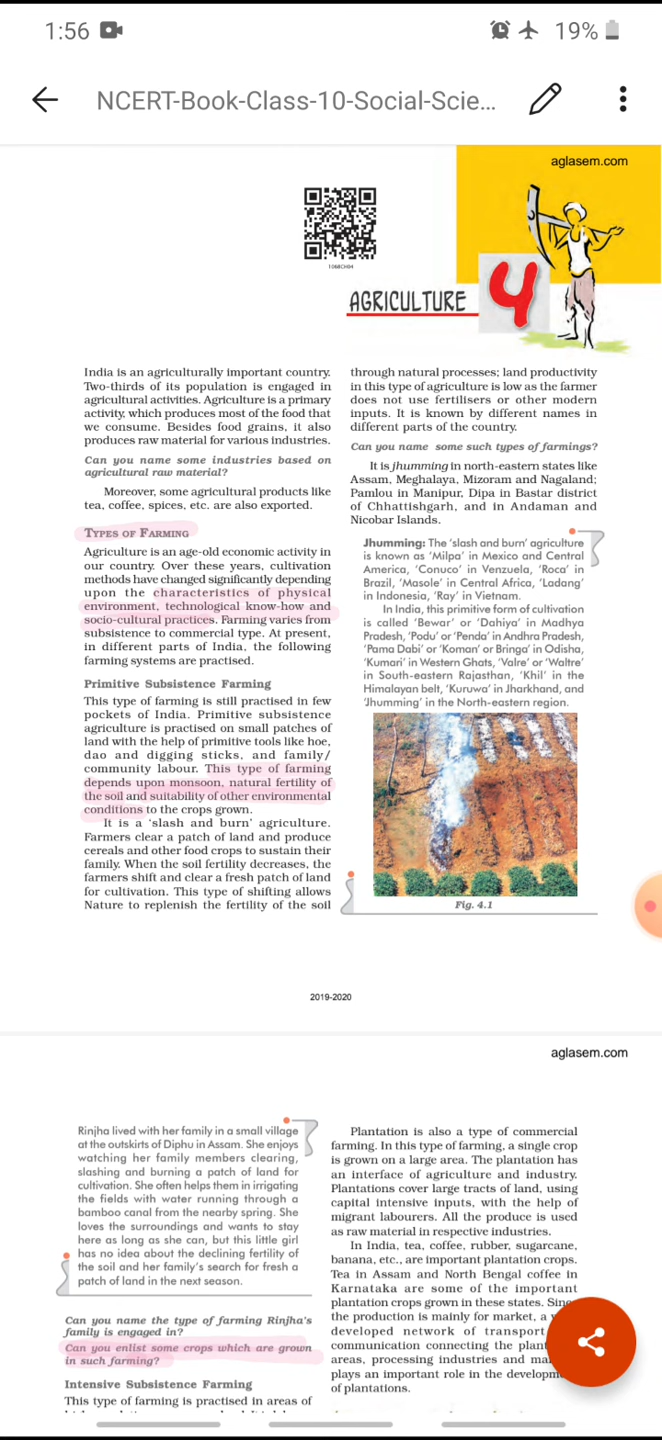 1:56
19%
NCERT-Book-Class-10-Social-Scie...
aglasem.com
1068CH04
AGRICULTURE 4
India is an agriculturally important country.
Two-thirds of its population is engaged in
agricultural activities. Agriculture is a primary
activity, which produces most of the food that
we consume. Besides food grains, it also
produces raw material for various industries.
Can you name some industries based on
agricultural raw material?
Moreover, some agricultural products like
tea, coffee, spices, etc. are also exported.
TYPES OF FARMING
Agriculture is an age-old economic activity in
our country. Over these years, cultivation
methods have changed significantly depending
upon the characteristics of physical
environment, technological know-how and
socio-cultural practices. Farming varies from
subsistence to commercial type. At present,
in different parts of India, the following
farming systems are practised.
Primitive Subsistence Farming
This type of farming is still practised in few
pockets of India. Primitive subsistence
agriculture is practised on small patches of
land with the help of primitive tools like hoe,
dao and digging sticks, and family/
community labour. This type of farming
depends upon monsoon, natural fertility of
the soil and suitability of other environmental
conditions to the crops grown.
It is a ‘slash and burn’ agriculture.
Farmers clear a patch of land and produce
cereals and other food crops to sustain their
family. When the soil fertility decreases, the
farmers shift and clear a fresh patch of land
for cultivation. This type of shifting allows
Nature to replenish the fertility of the soil
through natural processes; land productivity
in this type of agriculture is low as the farmer
does not use fertilisers or other modern
inputs. It is known by different names in
different parts of the country.
Can you name some such types of farmings?
It is jhumming in north-eastern states like
Assam, Meghalaya, Mizoram and Nagaland;
Pamlou in Manipur, Dipa in Bastar district
of Chhattishgarh, and in Andaman and
Nicobar Islands.
Jhumming: The ‘slash and burn’ agriculture
is known as ‘Milpa’ in Mexico and Central
America, ‘Conuco’ in Venzuela, ‘Roca’ in
Brazil, ‘Masole’ in Central Africa, ‘Ladang’
in Indonesia, ‘Ray’ in Vietnam.
In India, this primitive form of cultivation
is called ‘Bewar’ or ‘Dahiya’ in Madhya
Pradesh, ‘Podu’ or ‘Penda’ in Andhra Pradesh,
‘Pama Dabi’ or ‘Koman’ or Bringa’ in Odisha,
‘Kumari’ in Western Ghats, ‘Valre’ or ‘Waltre’
in South-eastern Rajasthan, ‘Khil’ in the
Himalayan belt, ‘Kuruwa’ in Jharkhand, and
‘Jhumming’ in the North-eastern region.
Fig. 4.1
2019-2020
aglasem.com
Rinjha lived with her family in a small village
at the outskirts of Diphu in Assam. She enjoys
watching her family members clearing,
slashing and burning a patch of land for
cultivation. She often helps them in irrigating
the fields with water running through a
bamboo canal from the nearby spring. She
loves the surroundings and wants to stay
here as long as she can, but this little girl
has no idea about the declining fertility of
the soil and her family’s search for fresh a
patch of land in the next season.
Can you name the type of farming Rinjha’s
family is engaged in?
Can you enlist some crops which are grown
in such farming?
Intensive Subsistence Farming
This type of farming is practised in areas of
Plantation is also a type of commercial
farming. In this type of farming, a single crop
is grown on a large area. The plantation has
an interface of agriculture and industry.
Plantations cover large tracts of land, using
capital intensive inputs, with the help of
migrant labourers. All the produce is used
as raw material in respective industries.
In India, tea, coffee, rubber, sugarcane,
banana, etc., are important plantation crops.
Tea in Assam and North Bengal coffee in
Karnataka are some of the important
plantation crops grown in these states. Sinc
the production is mainly for market, a
developed network of transport
communication connecting the plan
areas, processing industries and ma
plays an important role in the developm
of plantations.